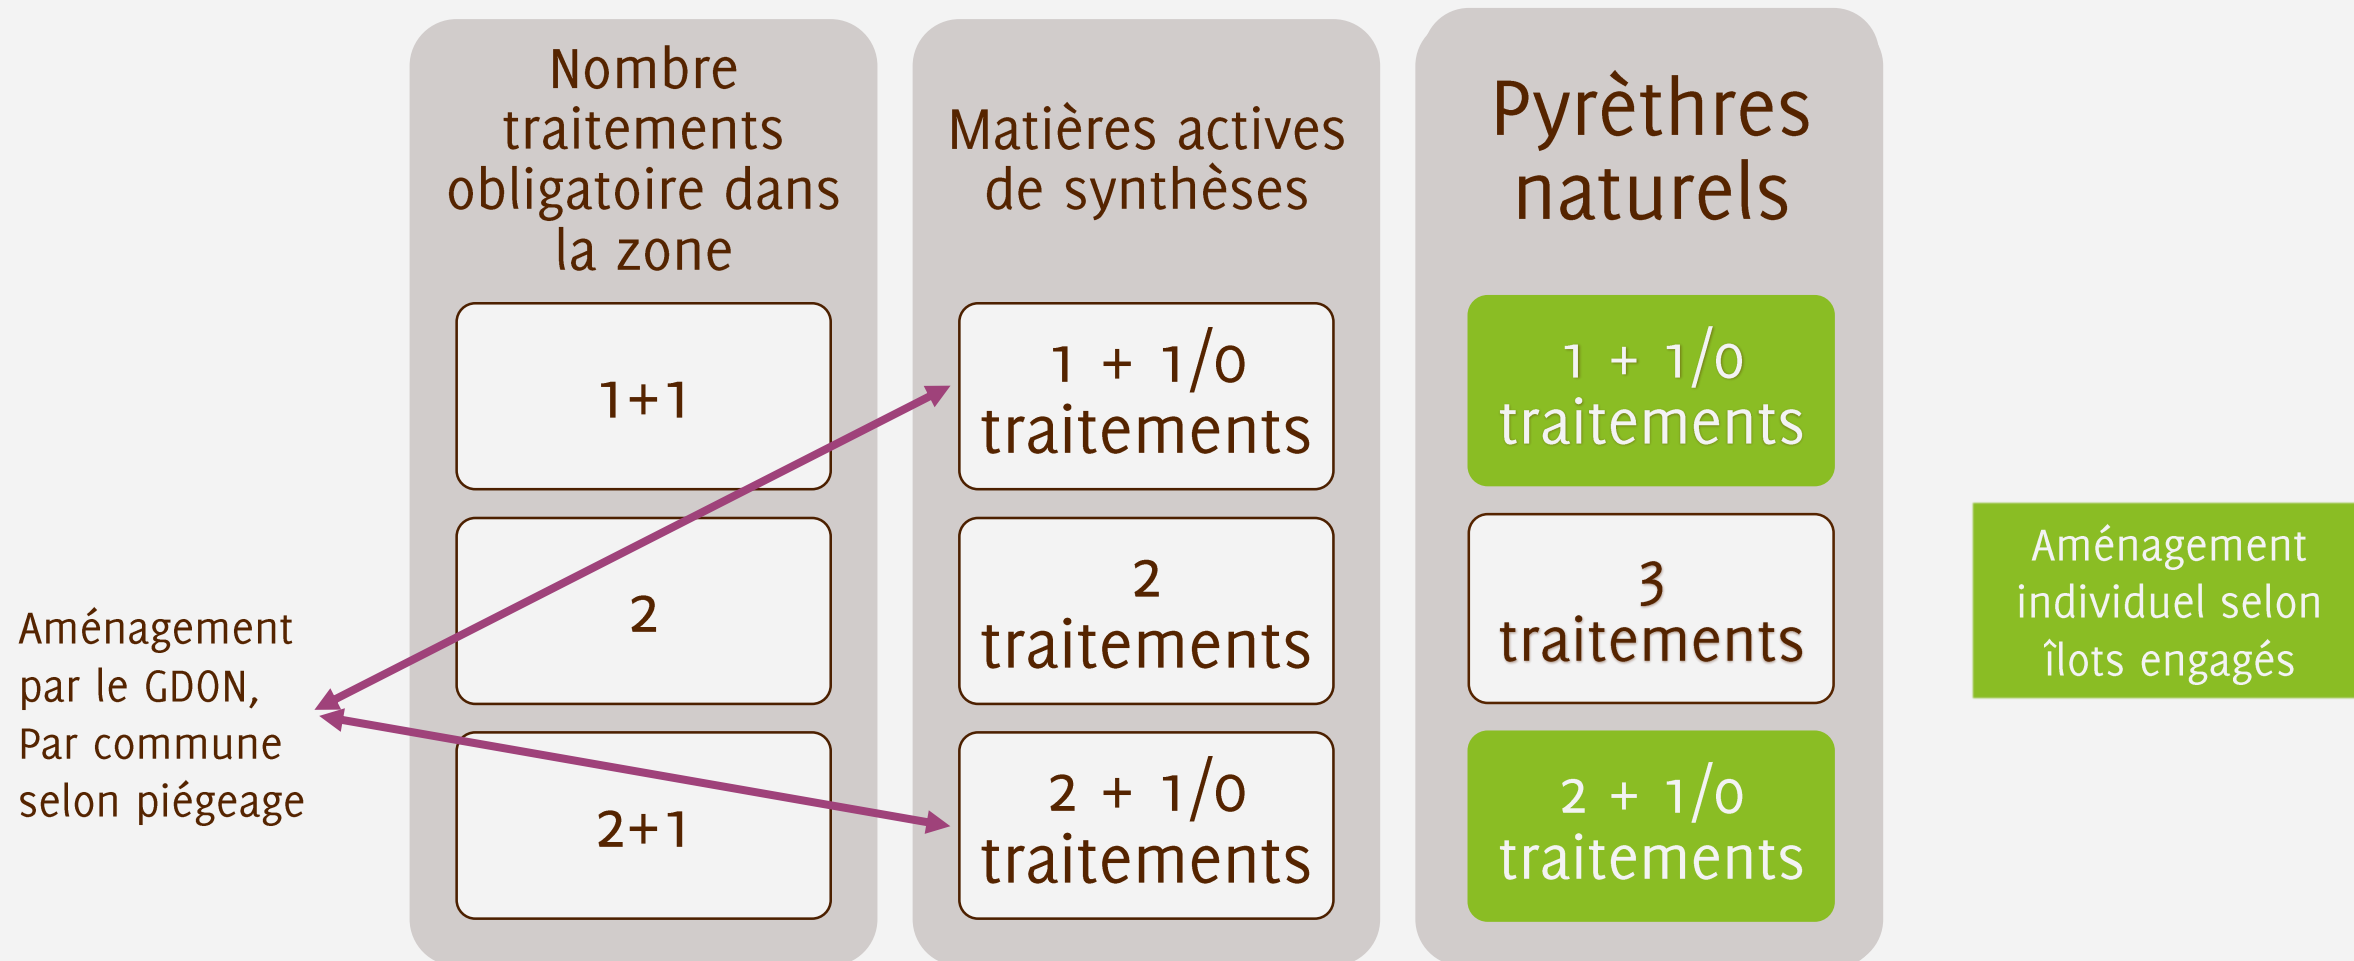 Nombre
traitements
obligatoire dans
la zone
1+1
2
2+1
Matières actives
de synthèses
1 + 1/0
traitements
2
traitements
2 + 1/0
traitements
Pyrèthres
naturels
1 + 1/0
traitements
3
traitements
2 + 1/0
traitements
Aménagement
par le GDON,
Par commune
selon piégeage
Aménagement
individuel selon
îlots engagés